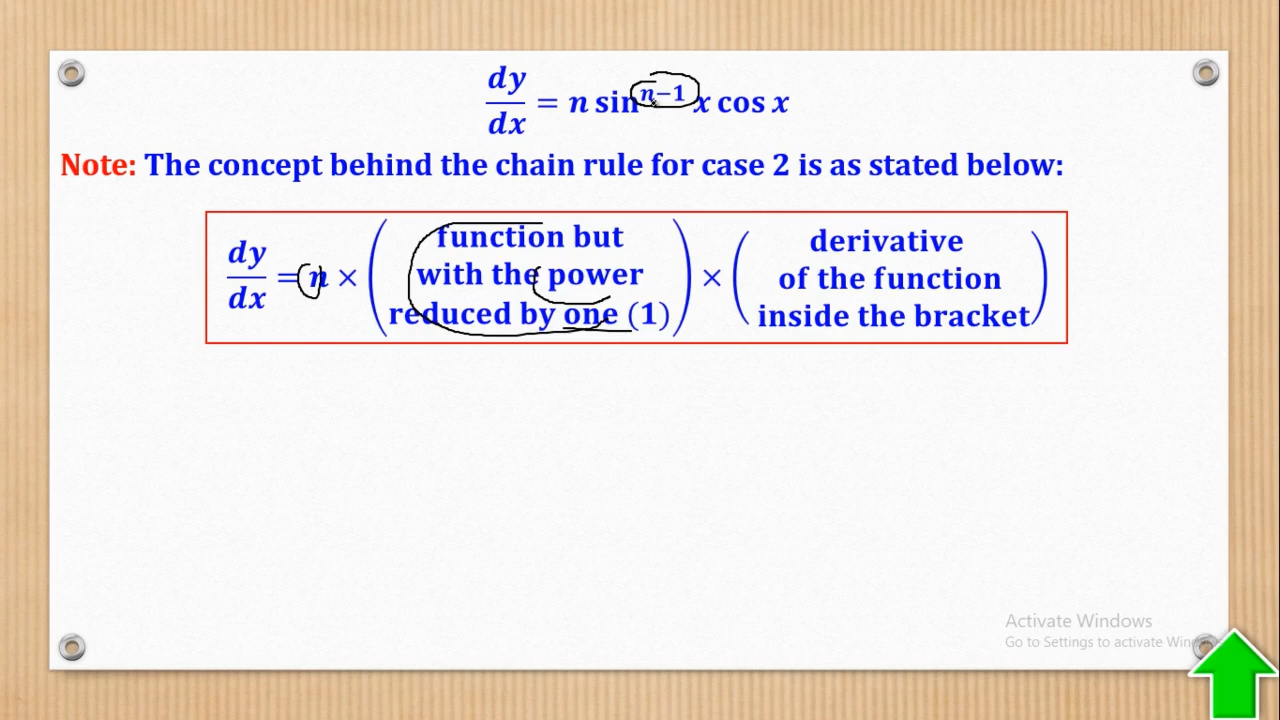 dy/dx = n sin^{n−1} x cos x
Note: The concept behind the chain rule for case 2 is as stated below:
dy/dx = n × (function but with the power reduced by one (1)) × (derivative of the function inside the bracket)
Activate Windows
Go to Settings to activate Windows